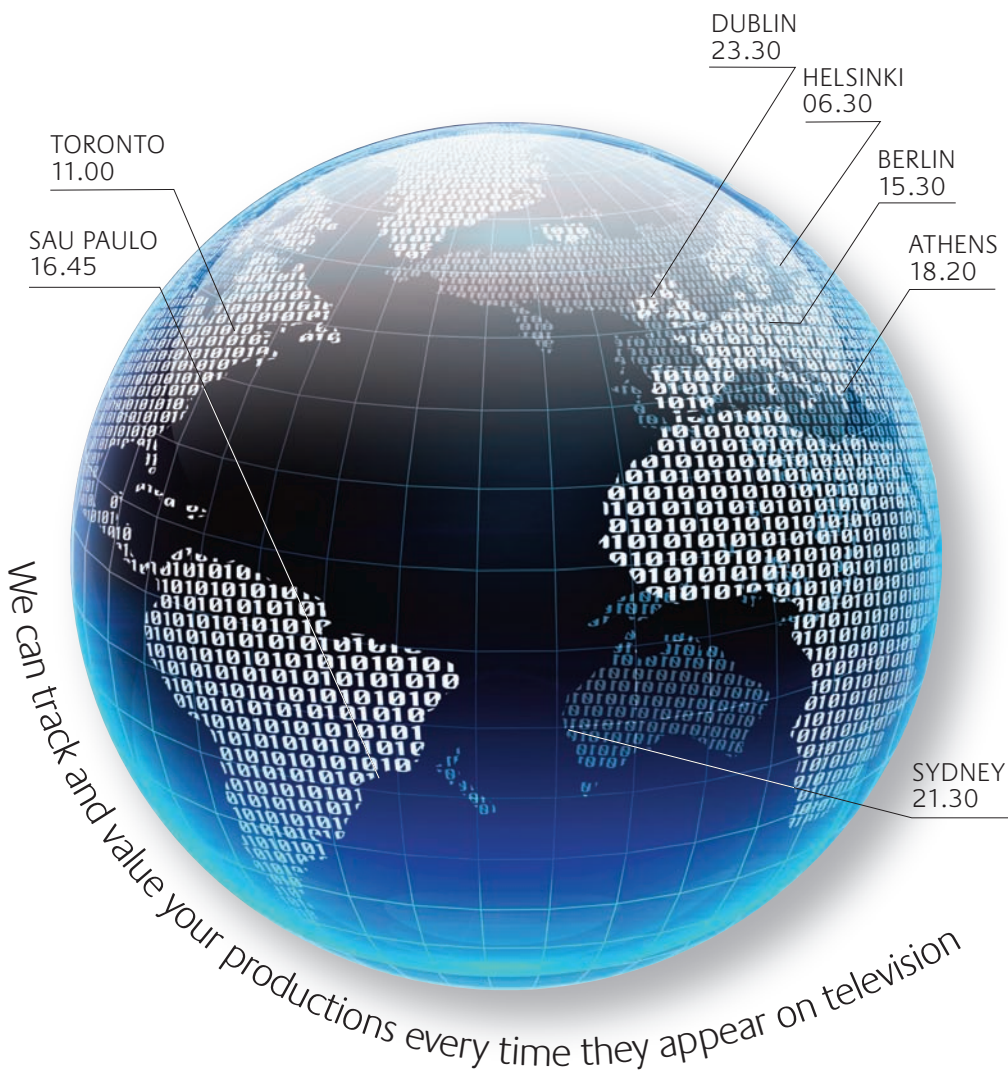 DUBLIN
23.30
HELSINKI
06.30
TORONTO
11.00
BERLIN
15.30
SAU PAULO
16.45
ATHENS
18.20
SYDNEY
21.30
We can track and value your productions every time they appear on television